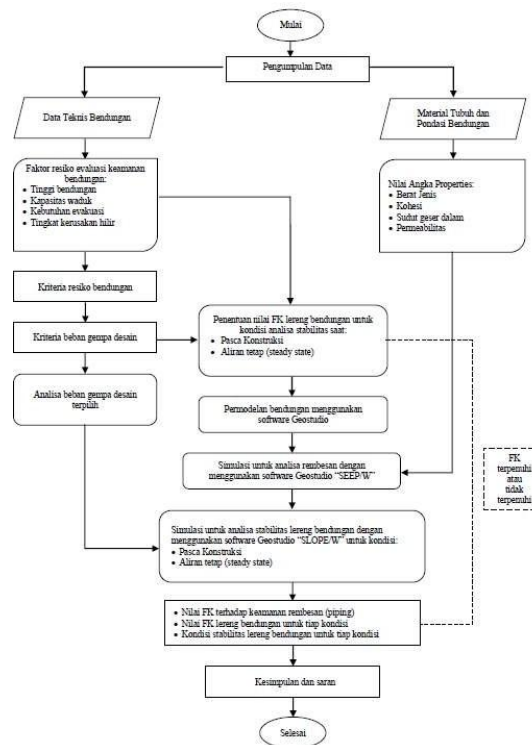 Mulai
Pengumpulan Data
Data Teknis Bendungan
Material Tubuh dan
Pondasi Bendungan
Faktor resiko evaluasi keamanan
bendungan:
• Tinggi bendungan
• Kapasitas waduk
• Kebutuhan evakuasi
• Tingkat kerusakan hilir
Nilai Angka Properties:
• Berat Jenis
• Kohesi
• Sudut geser dalam
• Permeabilitas
Kriteria resiko bendungan
Kriteria beban gempa desain
Penentuan nilai FK lereng bendungan untuk
kondisi analisa stabilitas saat:
• Pasca Konstruksi
• Aliran tetap (steady state)
Analisa beban gempa desain
terpilih
Permodelan bendungan menggunakan
software Geostudio
Simulasi untuk analisa rembesan dengan
menggunakan software Geostudio “SEEP/W”
FK
terpenuhi
atau
tidak
terpenuhi
Simulasi untuk analisa stabilitas lereng bendungan dengan
menggunakan software Geostudio “SLOPE/W” untuk kondisi:
• Pasca Konstruksi
• Aliran tetap (steady state)
• Nilai FK terhadap keamanan rembesan (piping)
• Nilai FK lereng bendungan untuk tiap kondisi
• Kondisi stabilitas lereng bendungan untuk tiap kondisi
Kesimpulan dan saran
Selesai